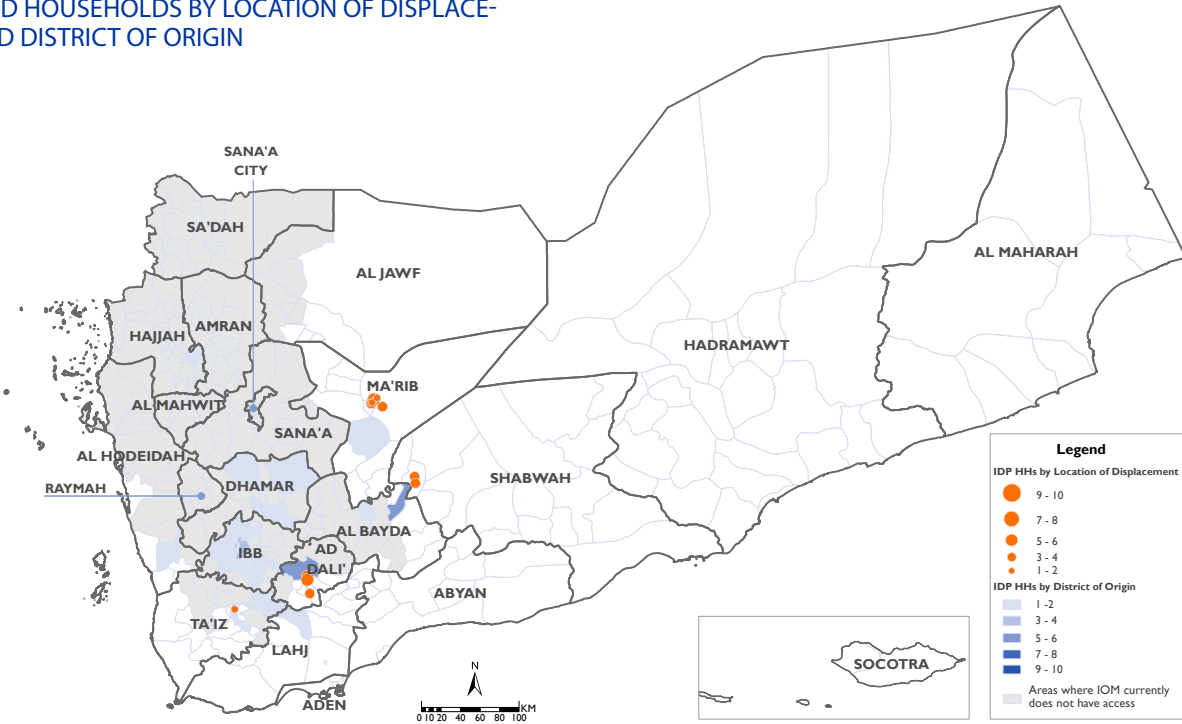 D HOUSEHOLDS BY LOCATION OF DISPLACE-
D DISTRICT OF ORIGIN
SANA'A
CITY
SA'DAH
AL JAWF
AL MAHARAH
HAJJAH
AMRAN
HADRAMAWT
MA'RIB
AL MAHWIT
SANA'A
AL HODEIDAH
SHABWAH
RAYMAH
DHAMAR
AL BAYDA
IBB
AD
DALI'
ABYAN
TA'IZ
LAHJ
ADEN
SOCOTRA
N
KM
0 10 20 40 60 80 100
Legend
IDP HHs by Location of Displacement
9 - 10
7 - 8
5 - 6
3 - 4
1 - 2
IDP HHs by District of Origin
1 -2
3 - 4
5 - 6
7 - 8
9 - 10
Areas where IOM currently
does not have access